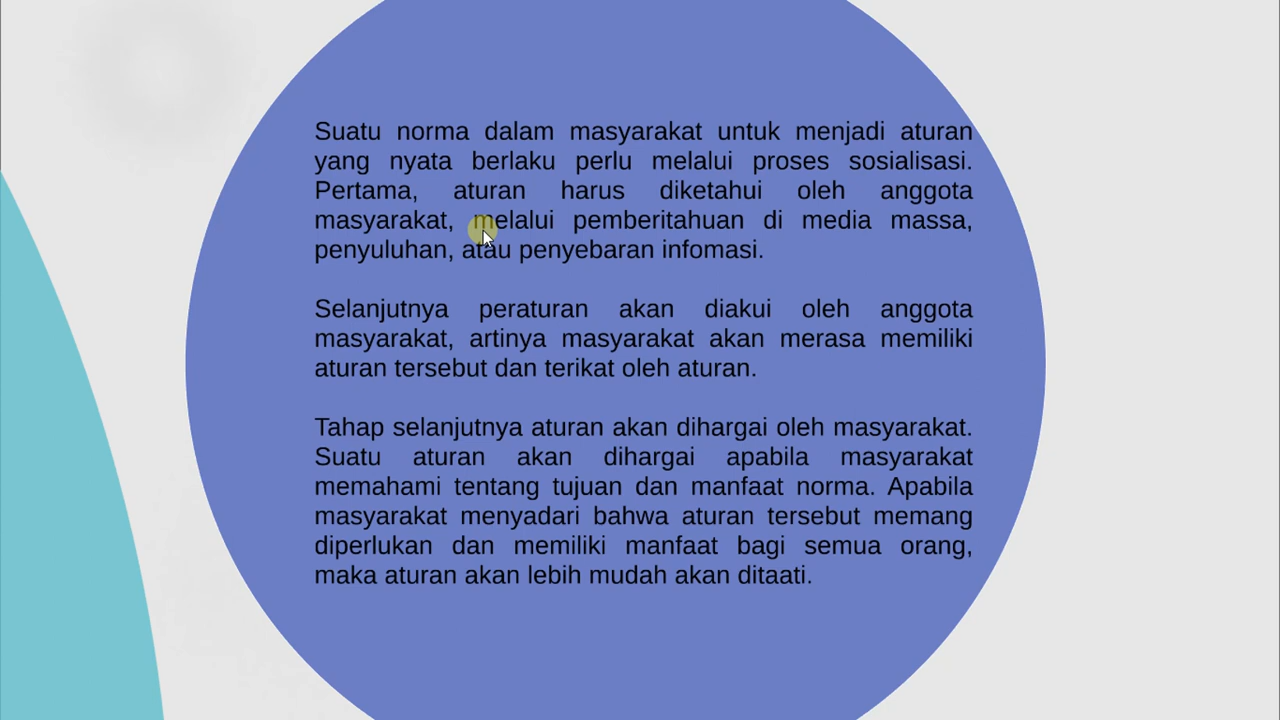 Suatu norma dalam masyarakat untuk menjadi aturan
yang nyata berlaku perlu melalui proses sosialisasi.
Pertama, aturan harus diketahui oleh anggota
masyarakat, melalui pemberitahuan di media massa,
penyuluhan, atau penyebaran infomasi.
Selanjutnya peraturan akan diakui oleh anggota
masyarakat, artinya masyarakat akan merasa memiliki
aturan tersebut dan terikat oleh aturan.
Tahap selanjutnya aturan akan dihargai oleh masyarakat.
Suatu aturan akan dihargai apabila masyarakat
memahami tentang tujuan dan manfaat norma. Apabila
masyarakat menyadari bahwa aturan tersebut memang
diperlukan dan memiliki manfaat bagi semua orang,
maka aturan akan lebih mudah akan ditaati.